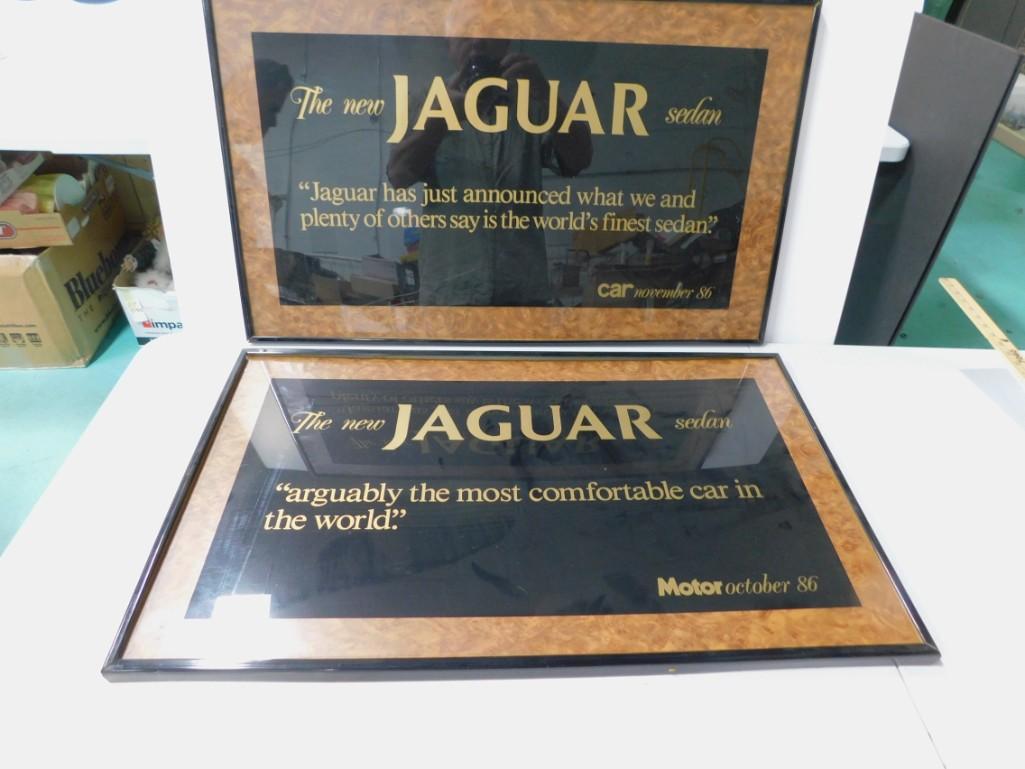 The new JAGUAR sedan
“Jaguar has just announced what we and
plenty of others say is the world’s finest sedan.”
car november 86
The new JAGUAR sedan
“arguably the most comfortable car in
the world.”
Motor october 86